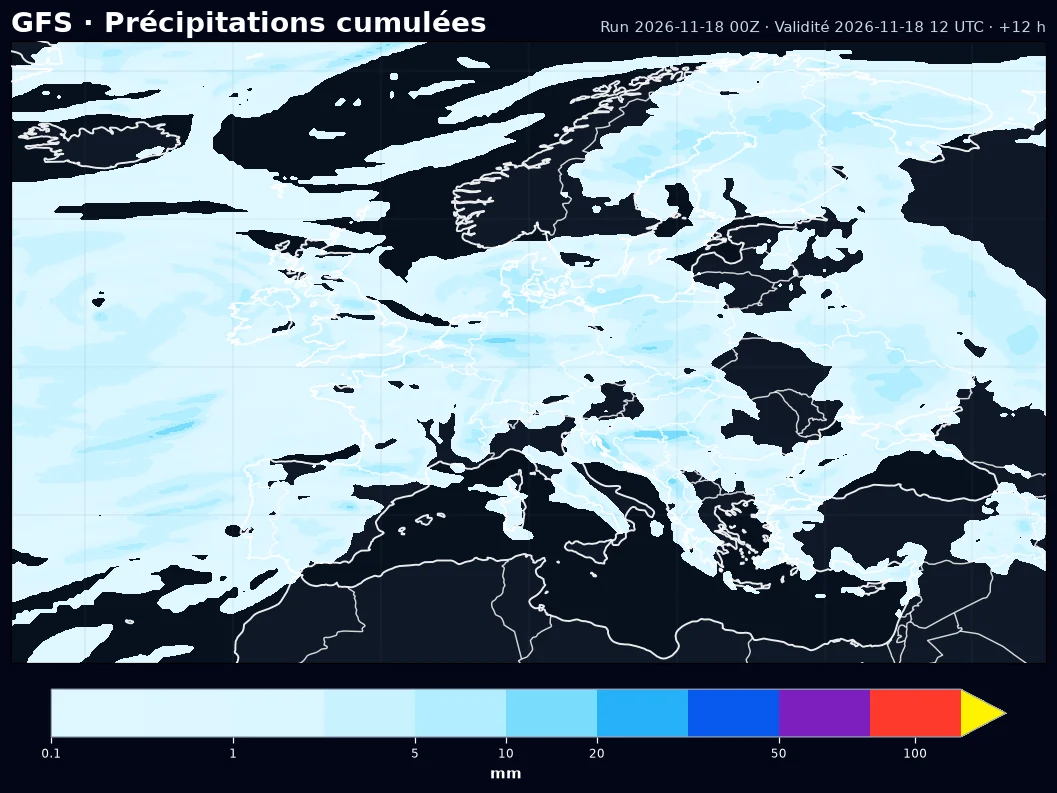 GFS · Précipitations cumulées
Run 2026-11-18 00Z · Validité 2026-11-18 12 UTC · +12 h
0.1 1 5 10 20 50 100
mm